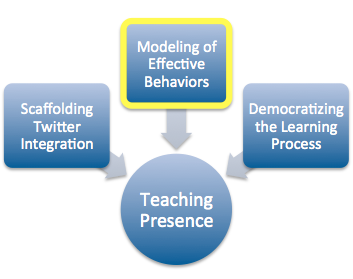 Modeling of
Effective
Behaviors
Scaffolding
Twitter
Integration
Democratizing
the Learning
Process
Teaching
Presence